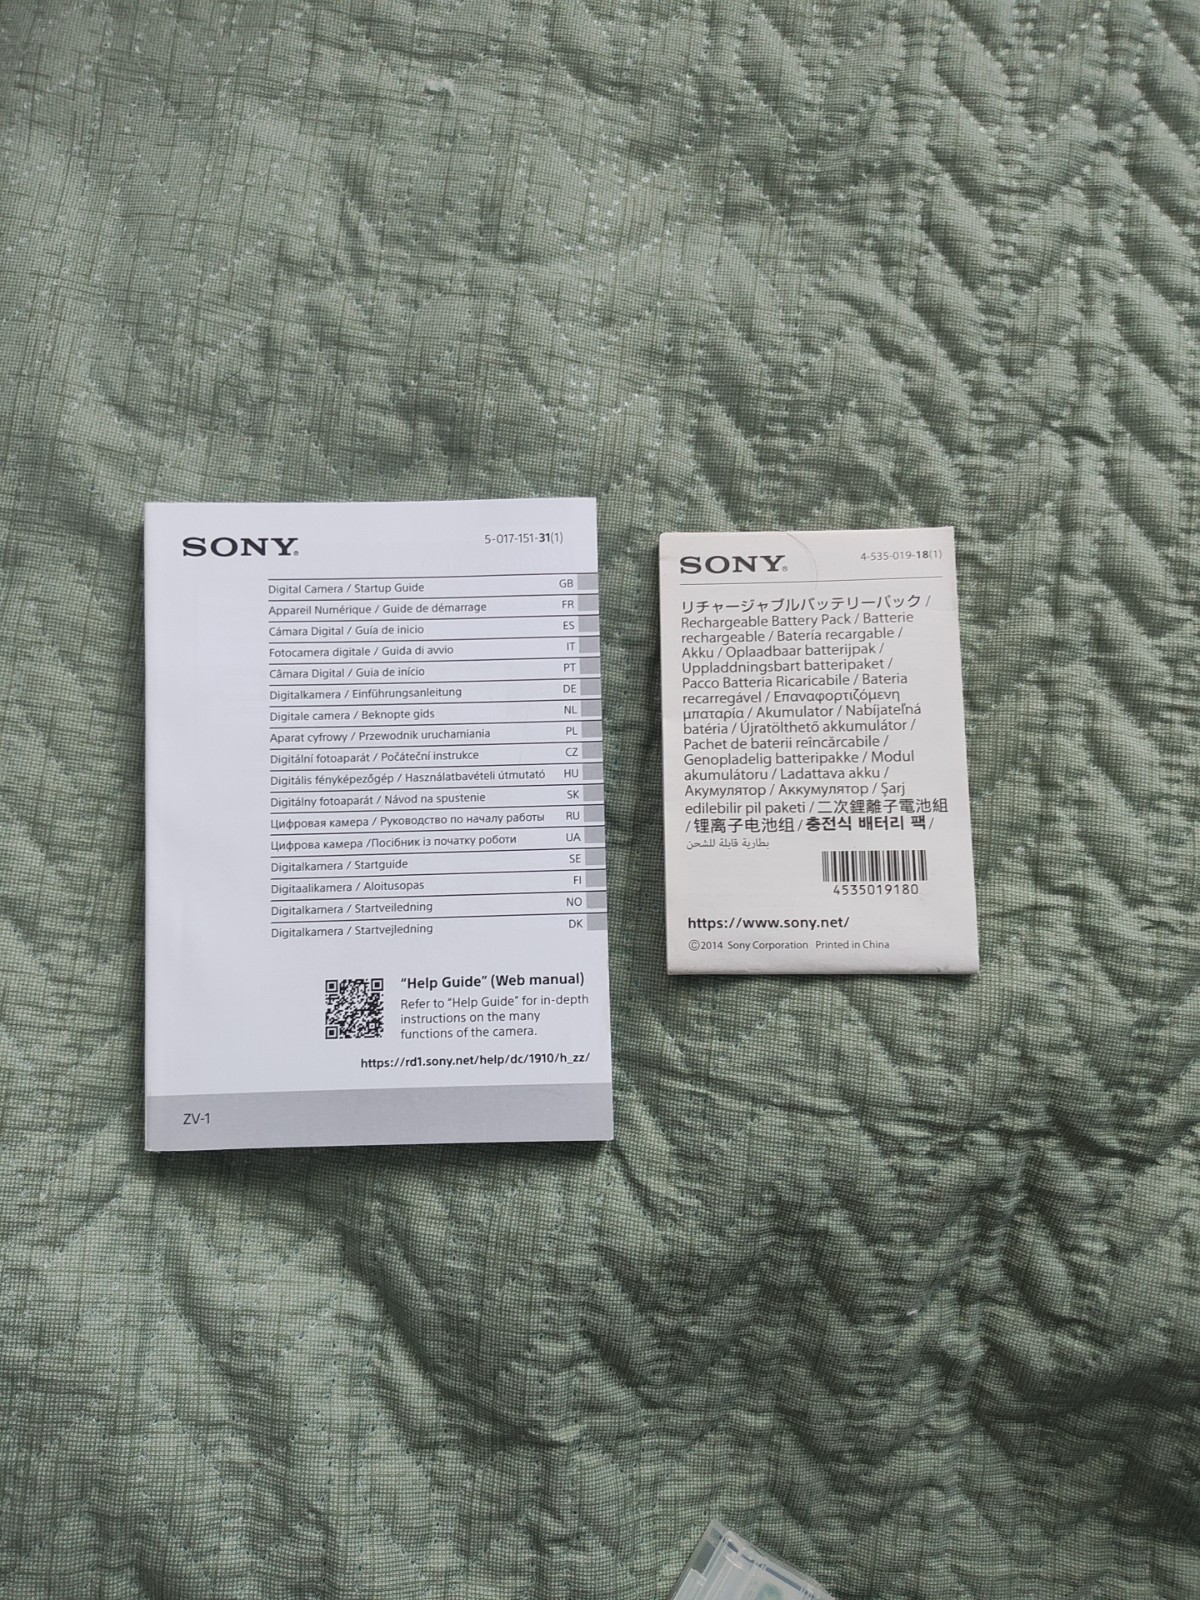 SONY®
5-017-151-31(1)
Digital Camera / Startup Guide GB
Appareil Numérique / Guide de démarrage FR
Cámara Digital / Guía de inicio ES
Fotocamera digitale / Guida di avvio IT
Câmara Digital / Guia de início PT
Digitalkamera / Einführungsanleitung DE
Digitale camera / Beknopte gids NL
Aparat cyfrowy / Przewodnik uruchamiania PL
Digitální fotoaparát / Počáteční instrukce CZ
Digitális fényképezőgép / Használatbavételi útmutató HU
Digitálny fotoaparát / Návod na spustenie SK
Цифровая камера / Руководство по началу работы RU
Цифрова камера /Посібник із початку роботи UA
Digitalkamera / Startguide SE
Digitaalikamera / Aloitusopas FI
Digitalkamera / Startveiledning NO
Digitalkamera / Startvejledning DK
"Help Guide" (Web manual)
Refer to "Help Guide" for in-depth
instructions on the many
functions of the camera.
https://rd1.sony.net/help/dc/1910/h_zz/
ZV-1
SONY®
4-535-019-18(1)
リチャージャブルバッテリーパック /
Rechargeable Battery Pack / Batterie
rechargeable / Batería recargable /
Akku / Oplaadbaar batterijpak /
Uppladdningsbart batteripaket /
Pacco Batteria Ricaricabile / Bateria
recarregável / Επαναφορτιζόμενη
μπαταρία / Akumulator / Nabíjateľná
batéria / Újratölthető akkumulátor /
Pachet de baterii reîncărcabile /
Genopladelig batteripakke / Modul
akumulátoru / Ladattava akku /
Акумулятор / Аккумулятор / Şarj
edilebilir pil paketi / 二次鋰離子電池組
/ 锂离子电池组 / 충전식 배터리 팩 /
بطارية قابلة للشحن
4535019180
https://www.sony.net/
©2014 Sony Corporation Printed in China